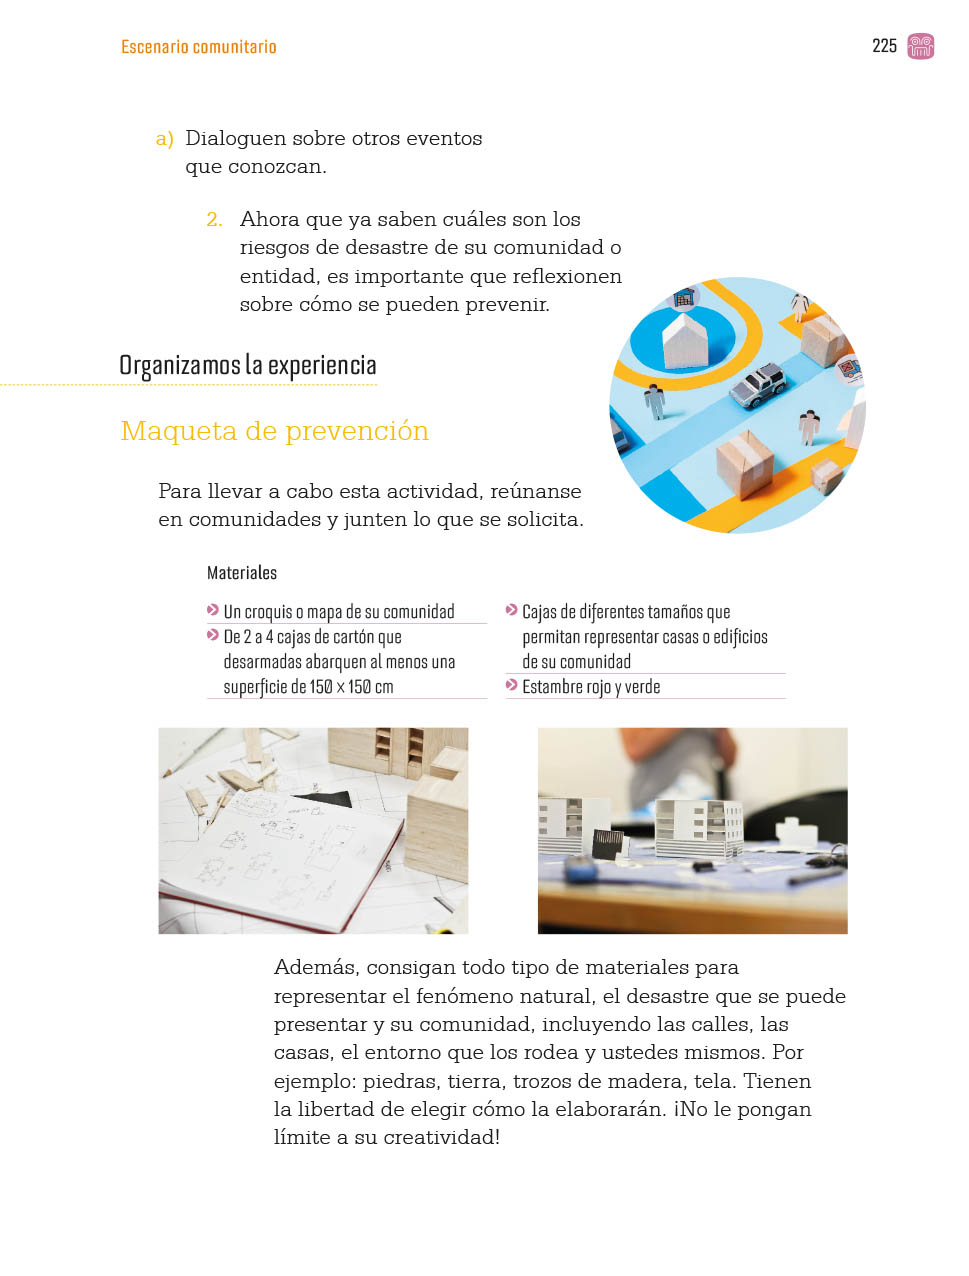 Escenario comunitario
225
a) Dialoguen sobre otros eventos
que conozcan.
2. Ahora que ya saben cuáles son los
riesgos de desastre de su comunidad o
entidad, es importante que reflexionen
sobre cómo se pueden prevenir.
Organizamos la experiencia
Maqueta de prevención
Para llevar a cabo esta actividad, reúnanse
en comunidades y junten lo que se solicita.
Materiales
Un croquis o mapa de su comunidad
De 2 a 4 cajas de cartón que
desarmadas abarquen al menos una
superficie de 150 × 150 cm
Cajas de diferentes tamaños que
permitan representar casas o edificios
de su comunidad
Estambre rojo y verde
Además, consigan todo tipo de materiales para
representar el fenómeno natural, el desastre que se puede
presentar y su comunidad, incluyendo las calles, las
casas, el entorno que los rodea y ustedes mismos. Por
ejemplo: piedras, tierra, trozos de madera, tela. Tienen
la libertad de elegir cómo la elaborarán. ¡No le pongan
límite a su creatividad!